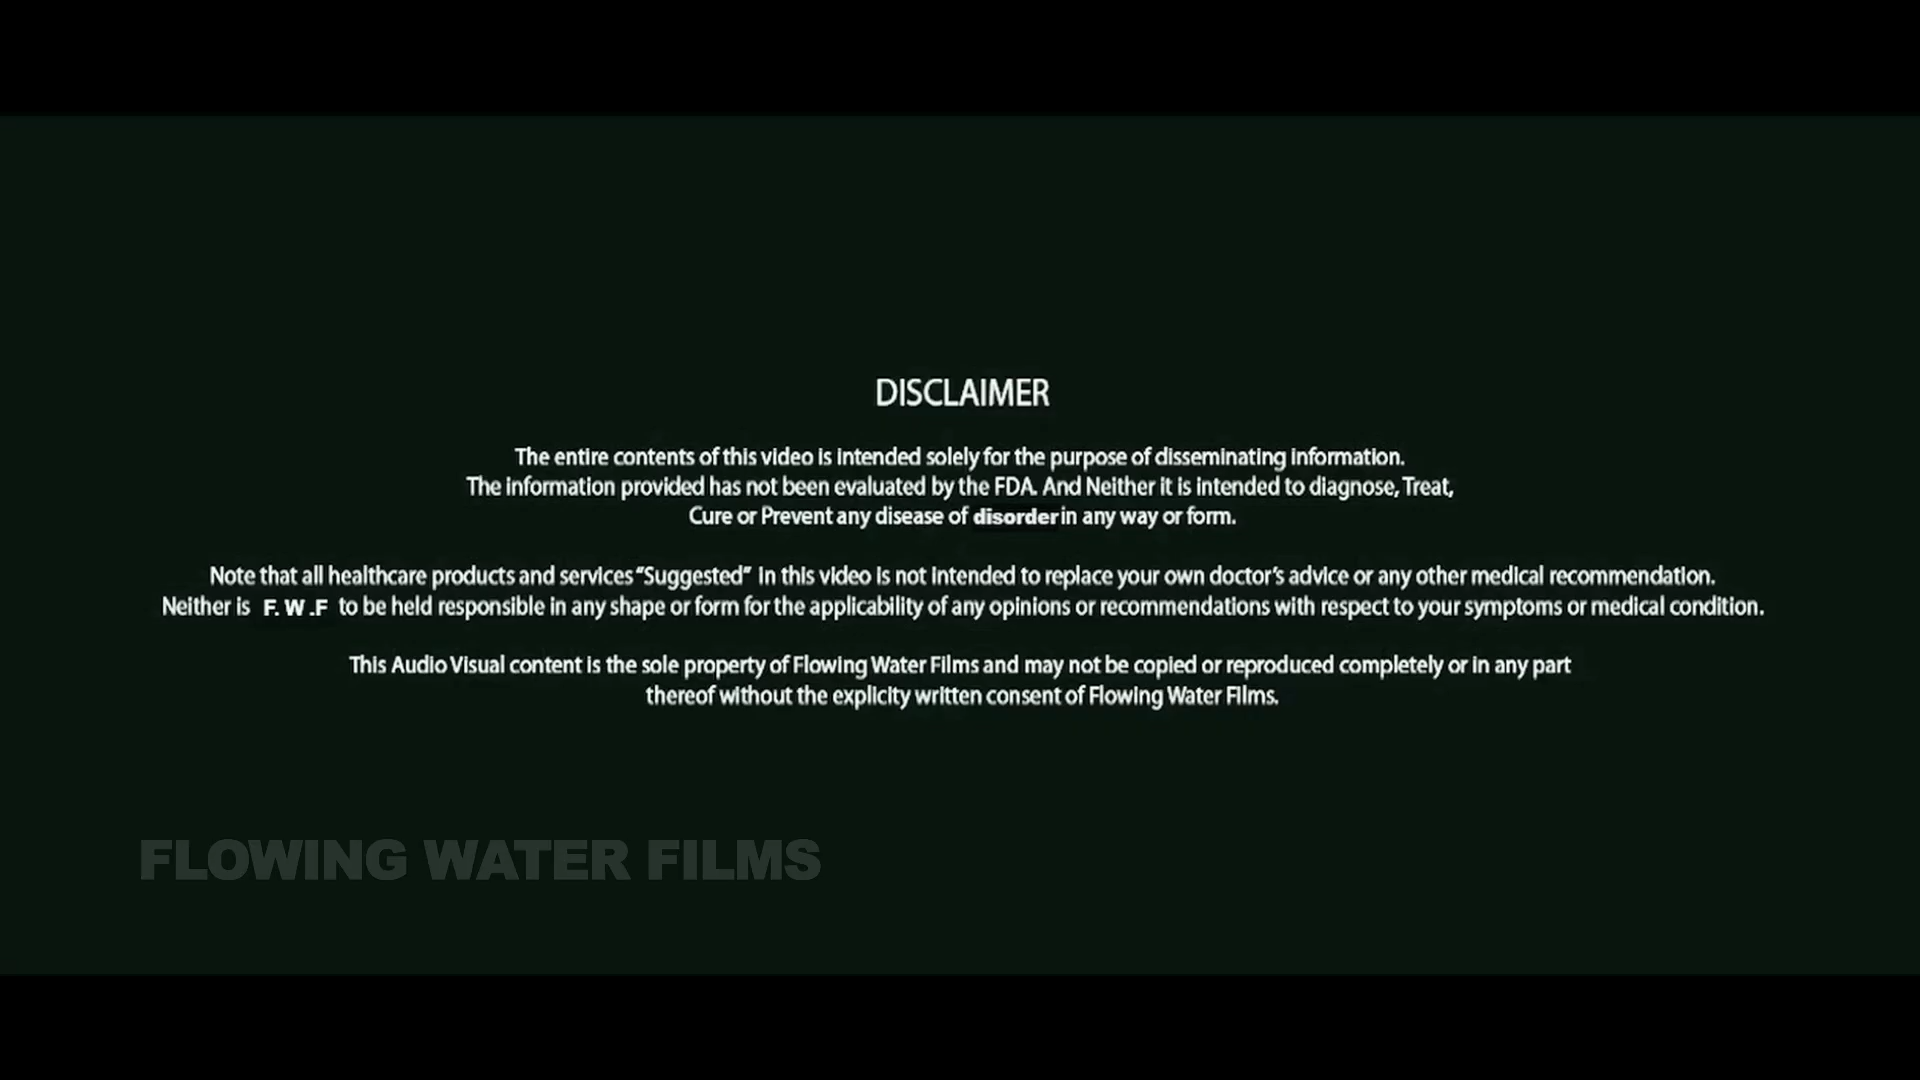 DISCLAIMER
The entire contents of this video is intended solely for the purpose of disseminating information.
The information provided has not been evaluated by the FDA. And Neither it is intended to diagnose, Treat,
Cure or Prevent any disease of disorder in any way or form.
Note that all healthcare products and services "Suggested" in this video is not intended to replace your own doctor's advice or any other medical recommendation.
Neither is F. W .F to be held responsible in any shape or form for the applicability of any opinions or recommendations with respect to your symptoms or medical condition.
This Audio Visual content is the sole property of Flowing Water Films and may not be copied or reproduced completely or in any part
thereof without the explicity written consent of Flowing Water Films.
FLOWING WATER FILMS